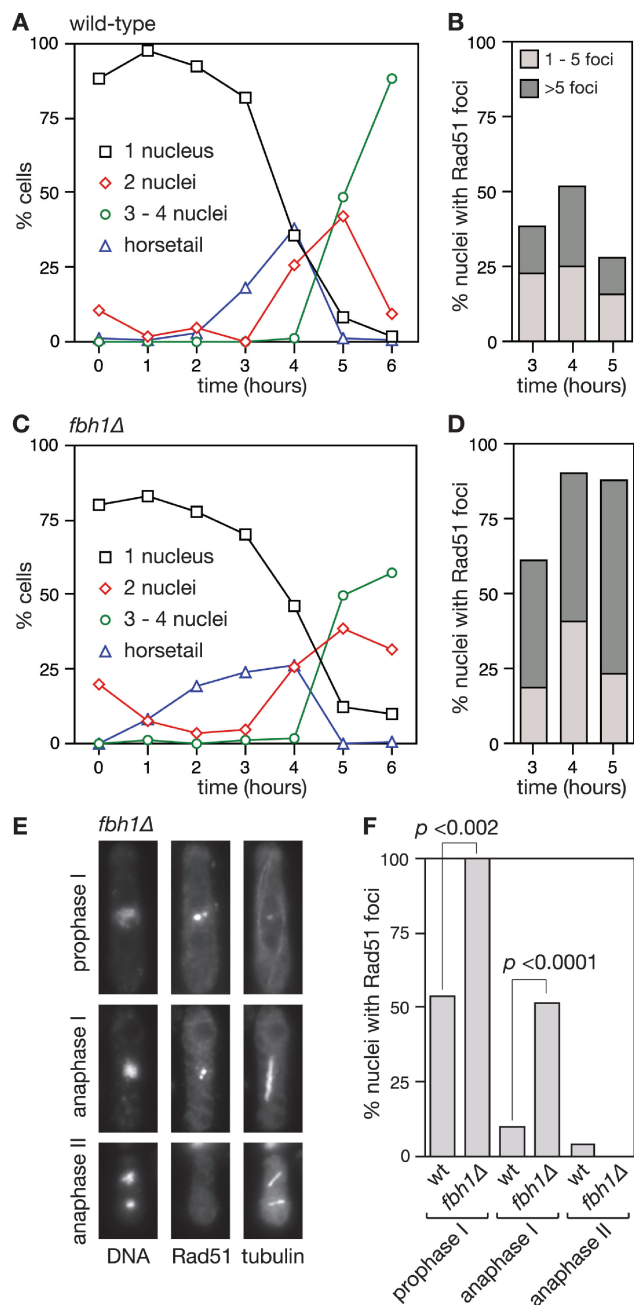 A wild-type
100
75
50
25
0
% cells
1 nucleus
2 nuclei
3 - 4 nuclei
horsetail
0 1 2 3 4 5 6
time (hours)
B
100
75
50
25
0
% nuclei with Rad51 foci
1 - 5 foci
>5 foci
3 4 5
time (hours)
C fbh1Δ
100
75
50
25
0
% cells
1 nucleus
2 nuclei
3 - 4 nuclei
horsetail
0 1 2 3 4 5 6
time (hours)
D
100
75
50
25
0
% nuclei with Rad51 foci
3 4 5
time (hours)
E fbh1Δ
prophase I
anaphase I
anaphase II
DNA Rad51 tubulin
F
p <0.002
p <0.0001
100
75
50
25
0
% nuclei with Rad51 foci
wt fbh1Δ wt fbh1Δ wt fbh1Δ
prophase I anaphase I anaphase II